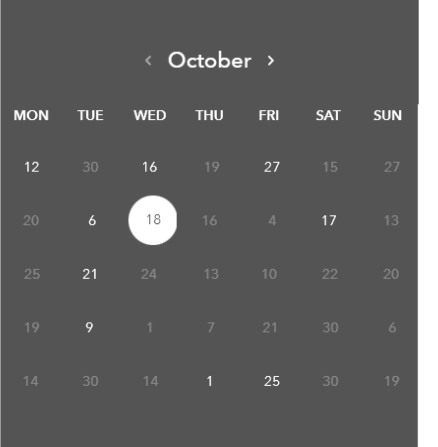 ‹ October ›
MON TUE WED THU FRI SAT SUN
12 30 16 19 27 15 27
20 6 18 16 4 17 13
25 21 24 13 10 22 20
19 9 1 7 21 30 6
14 30 14 1 25 30 19